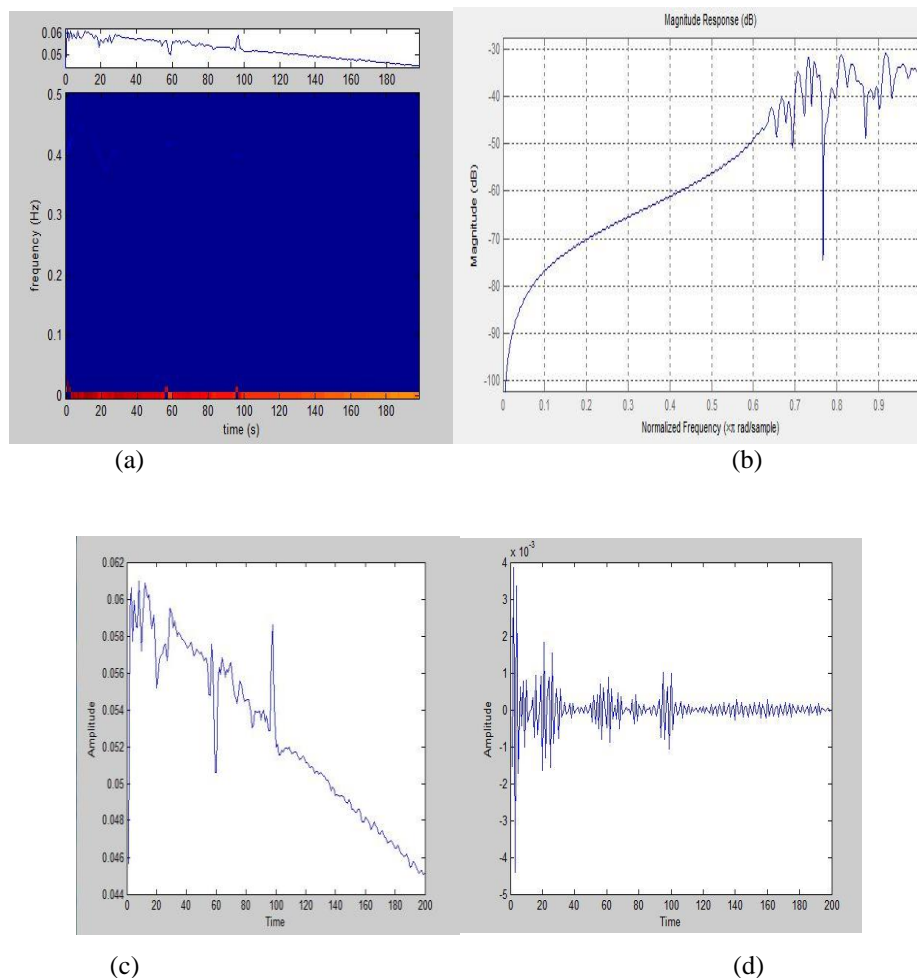 0.06
0.05
0 20 40 60 80 100 120 140 160 180
0.5
0.4
0.3
0.2
0.1
0
frequency (Hz)
0 20 40 60 80 100 120 140 160 180
time (s)
(a)
Magnitude Response (dB)
-30
-40
-50
-60
-70
-80
-90
-100
Magnitude (dB)
0 0.1 0.2 0.3 0.4 0.5 0.6 0.7 0.8 0.9
Normalized Frequency (×π rad/sample)
(b)
0.062
0.06
0.058
0.056
0.054
0.052
0.05
0.048
0.046
0.044
Amplitude
0 20 40 60 80 100 120 140 160 180 200
Time
(c)
x 10-3
4
3
2
1
0
-1
-2
-3
-4
-5
Amplitude
0 20 40 60 80 100 120 140 160 180 200
Time
(d)